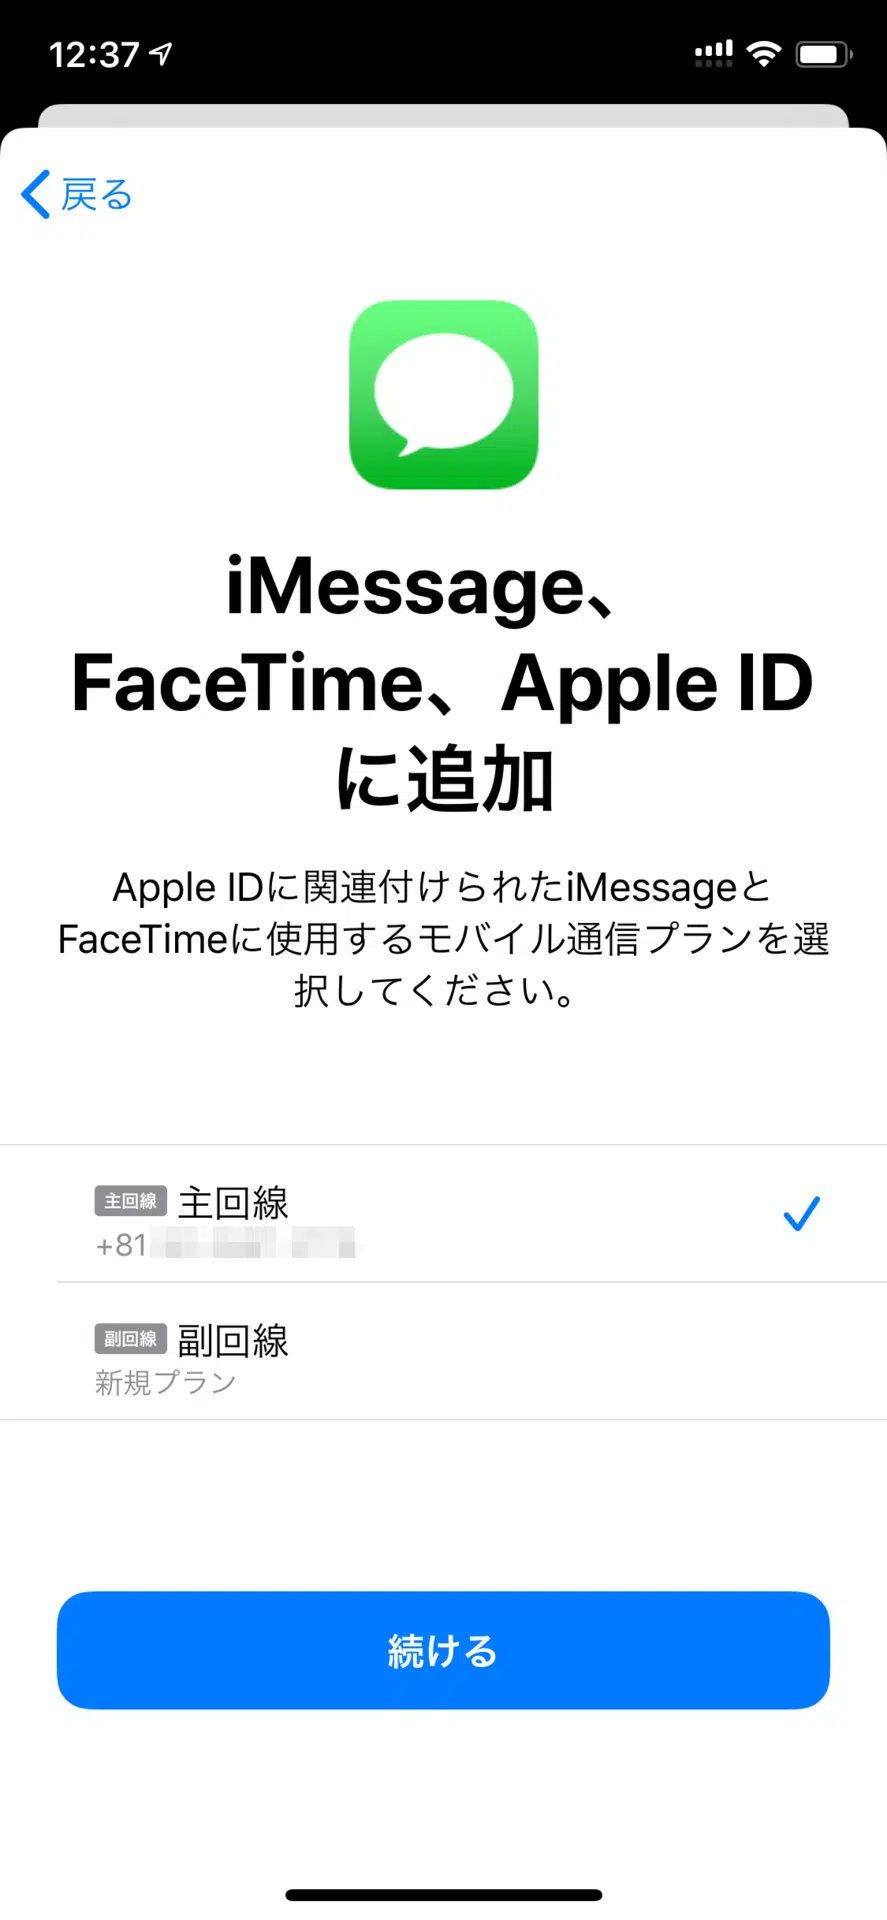 12:37
戻る
iMessage、
FaceTime、Apple ID
に追加
Apple IDに関連付けられたiMessageと
FaceTimeに使用するモバイル通信プランを選
択してください。
主回線 主回線
+81
副回線 副回線
新規プラン
続ける